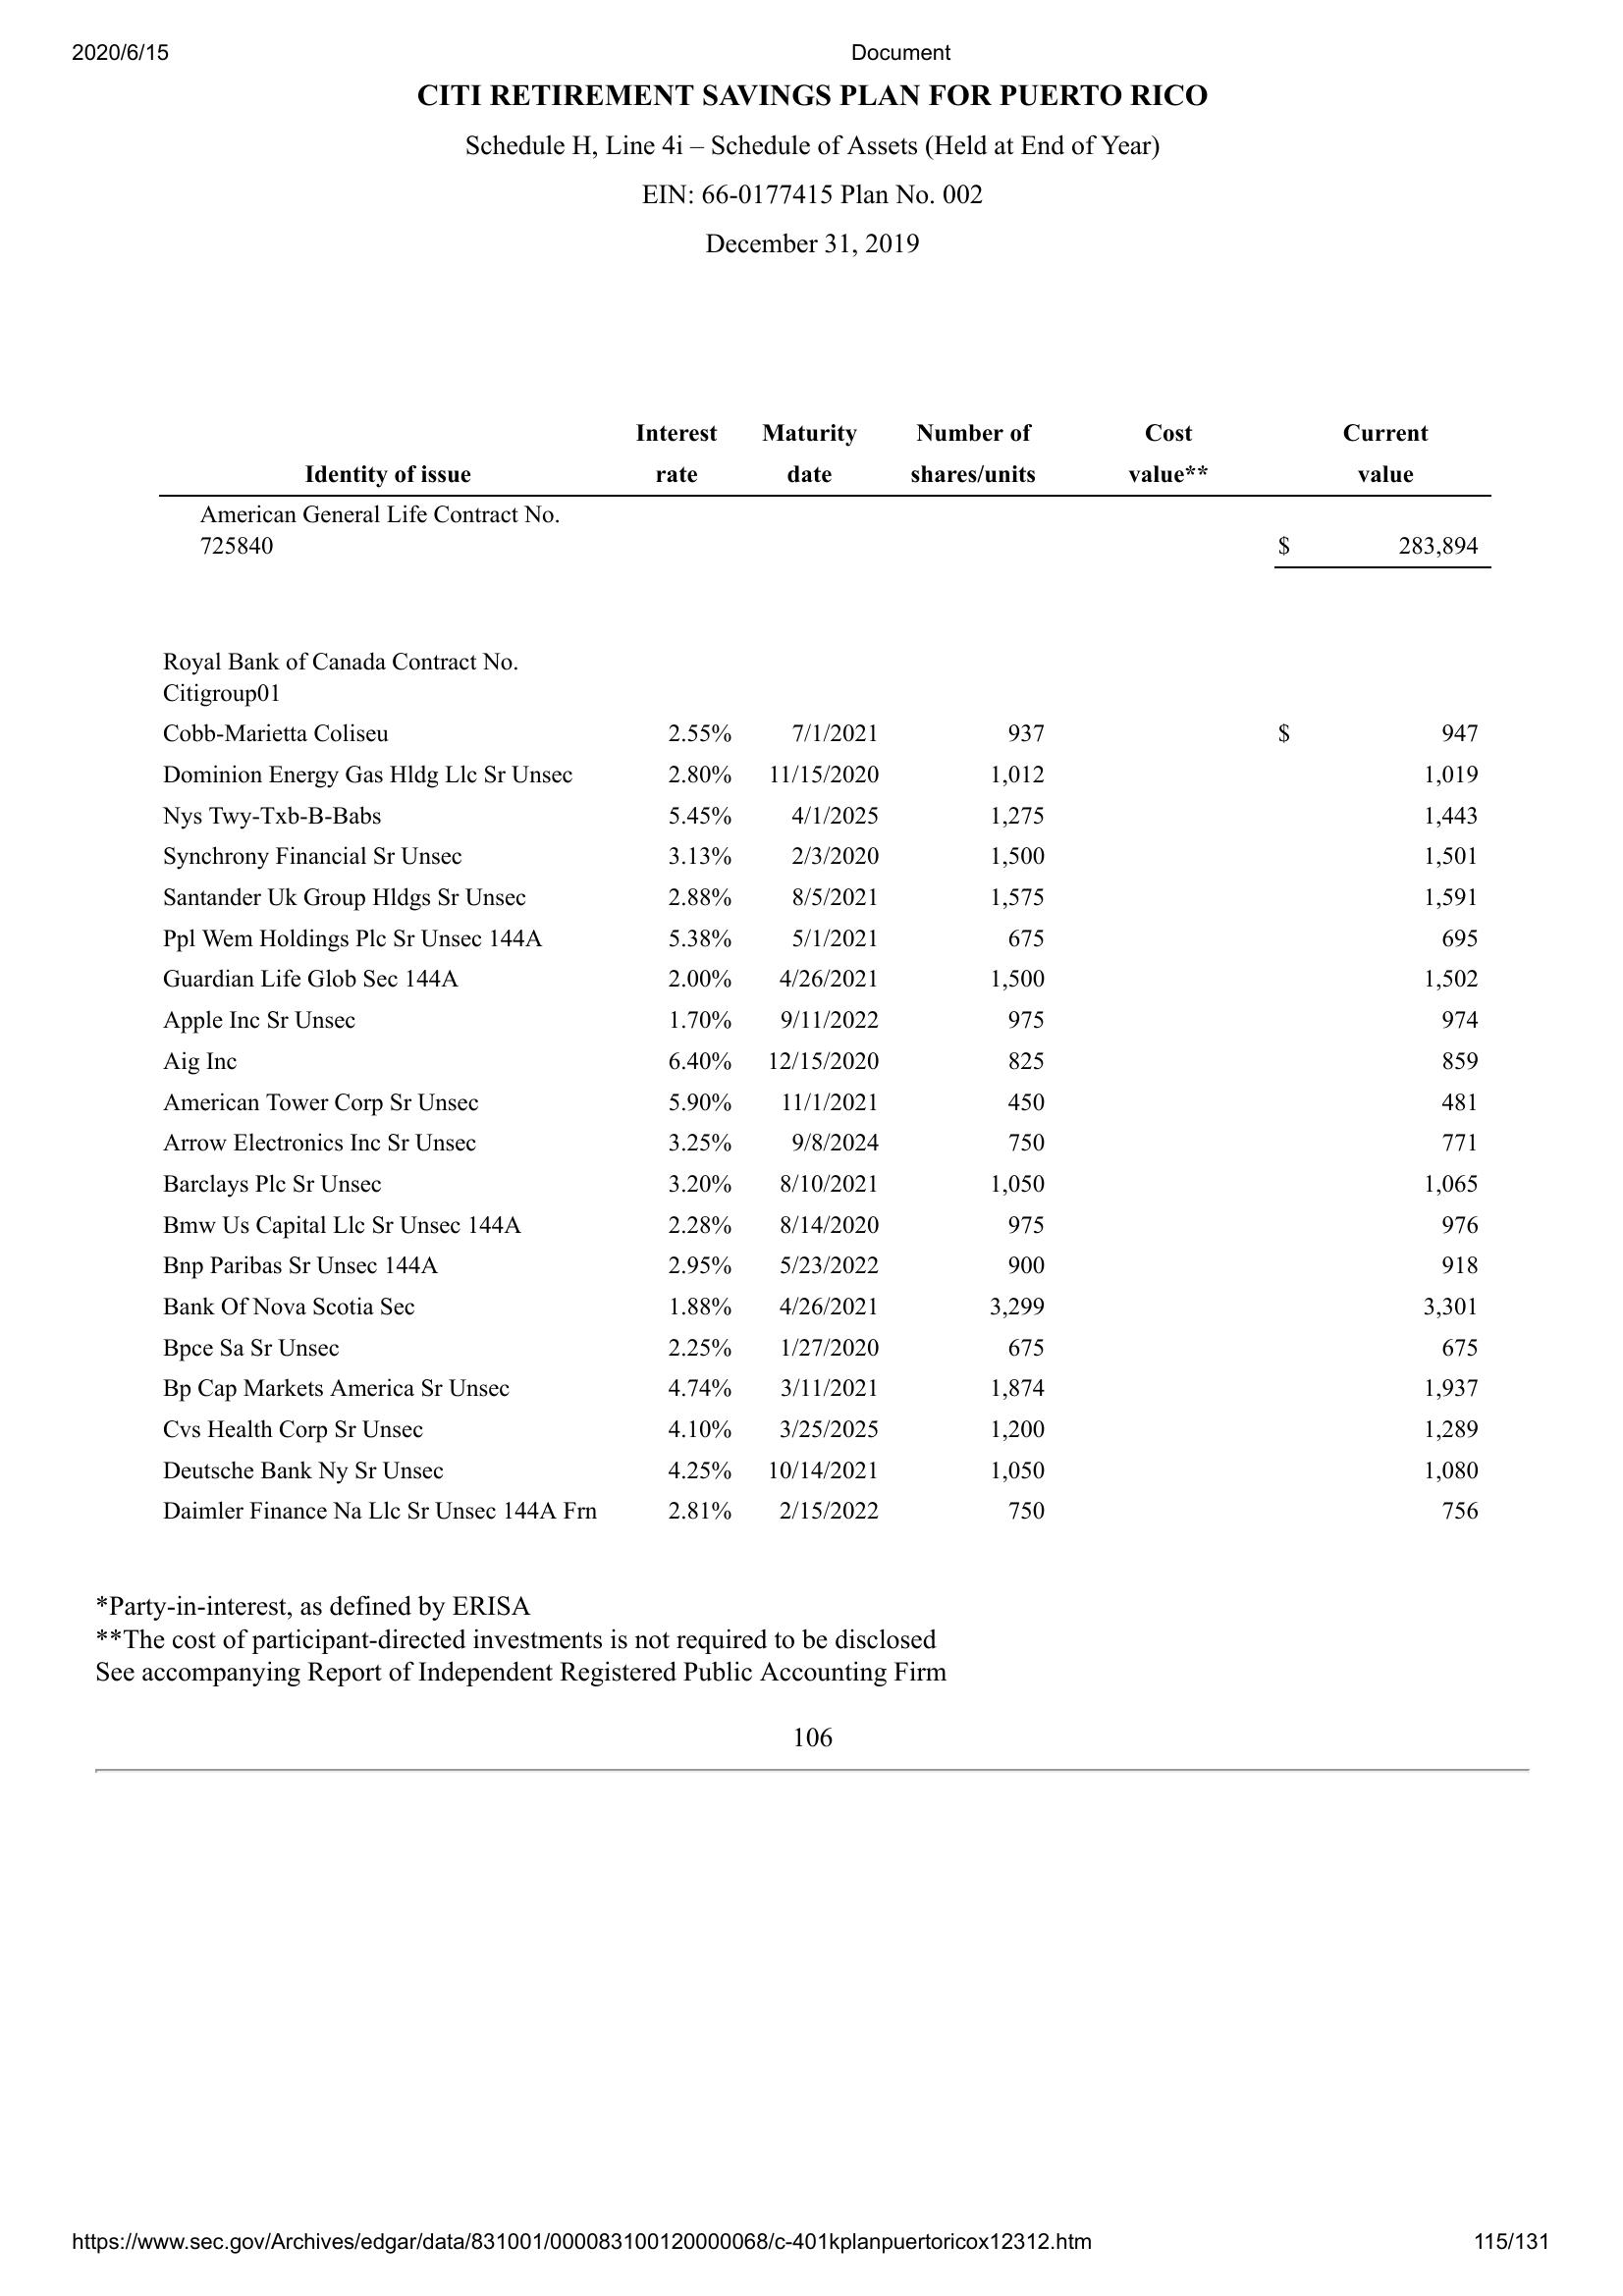 2020/6/15 Document
CITI RETIREMENT SAVINGS PLAN FOR PUERTO RICO
Schedule H, Line 4i – Schedule of Assets (Held at End of Year)
EIN: 66-0177415 Plan No. 002
December 31, 2019
Interest Maturity Number of Cost Current
Identity of issue rate date shares/units value** value
American General Life Contract No.
725840 $ 283,894
Royal Bank of Canada Contract No.
Citigroup01
Cobb-Marietta Coliseu 2.55% 7/1/2021 937 $ 947
Dominion Energy Gas Hldg Llc Sr Unsec 2.80% 11/15/2020 1,012 1,019
Nys Twy-Txb-B-Babs 5.45% 4/1/2025 1,275 1,443
Synchrony Financial Sr Unsec 3.13% 2/3/2020 1,500 1,501
Santander Uk Group Hldgs Sr Unsec 2.88% 8/5/2021 1,575 1,591
Ppl Wem Holdings Plc Sr Unsec 144A 5.38% 5/1/2021 675 695
Guardian Life Glob Sec 144A 2.00% 4/26/2021 1,500 1,502
Apple Inc Sr Unsec 1.70% 9/11/2022 975 974
Aig Inc 6.40% 12/15/2020 825 859
American Tower Corp Sr Unsec 5.90% 11/1/2021 450 481
Arrow Electronics Inc Sr Unsec 3.25% 9/8/2024 750 771
Barclays Plc Sr Unsec 3.20% 8/10/2021 1,050 1,065
Bmw Us Capital Llc Sr Unsec 144A 2.28% 8/14/2020 975 976
Bnp Paribas Sr Unsec 144A 2.95% 5/23/2022 900 918
Bank Of Nova Scotia Sec 1.88% 4/26/2021 3,299 3,301
Bpce Sa Sr Unsec 2.25% 1/27/2020 675 675
Bp Cap Markets America Sr Unsec 4.74% 3/11/2021 1,874 1,937
Cvs Health Corp Sr Unsec 4.10% 3/25/2025 1,200 1,289
Deutsche Bank Ny Sr Unsec 4.25% 10/14/2021 1,050 1,080
Daimler Finance Na Llc Sr Unsec 144A Frn 2.81% 2/15/2022 750 756
*Party-in-interest, as defined by ERISA
**The cost of participant-directed investments is not required to be disclosed
See accompanying Report of Independent Registered Public Accounting Firm
106
https://www.sec.gov/Archives/edgar/data/831001/000083100120000068/c-401kplanpuertoricox12312.htm 115/131